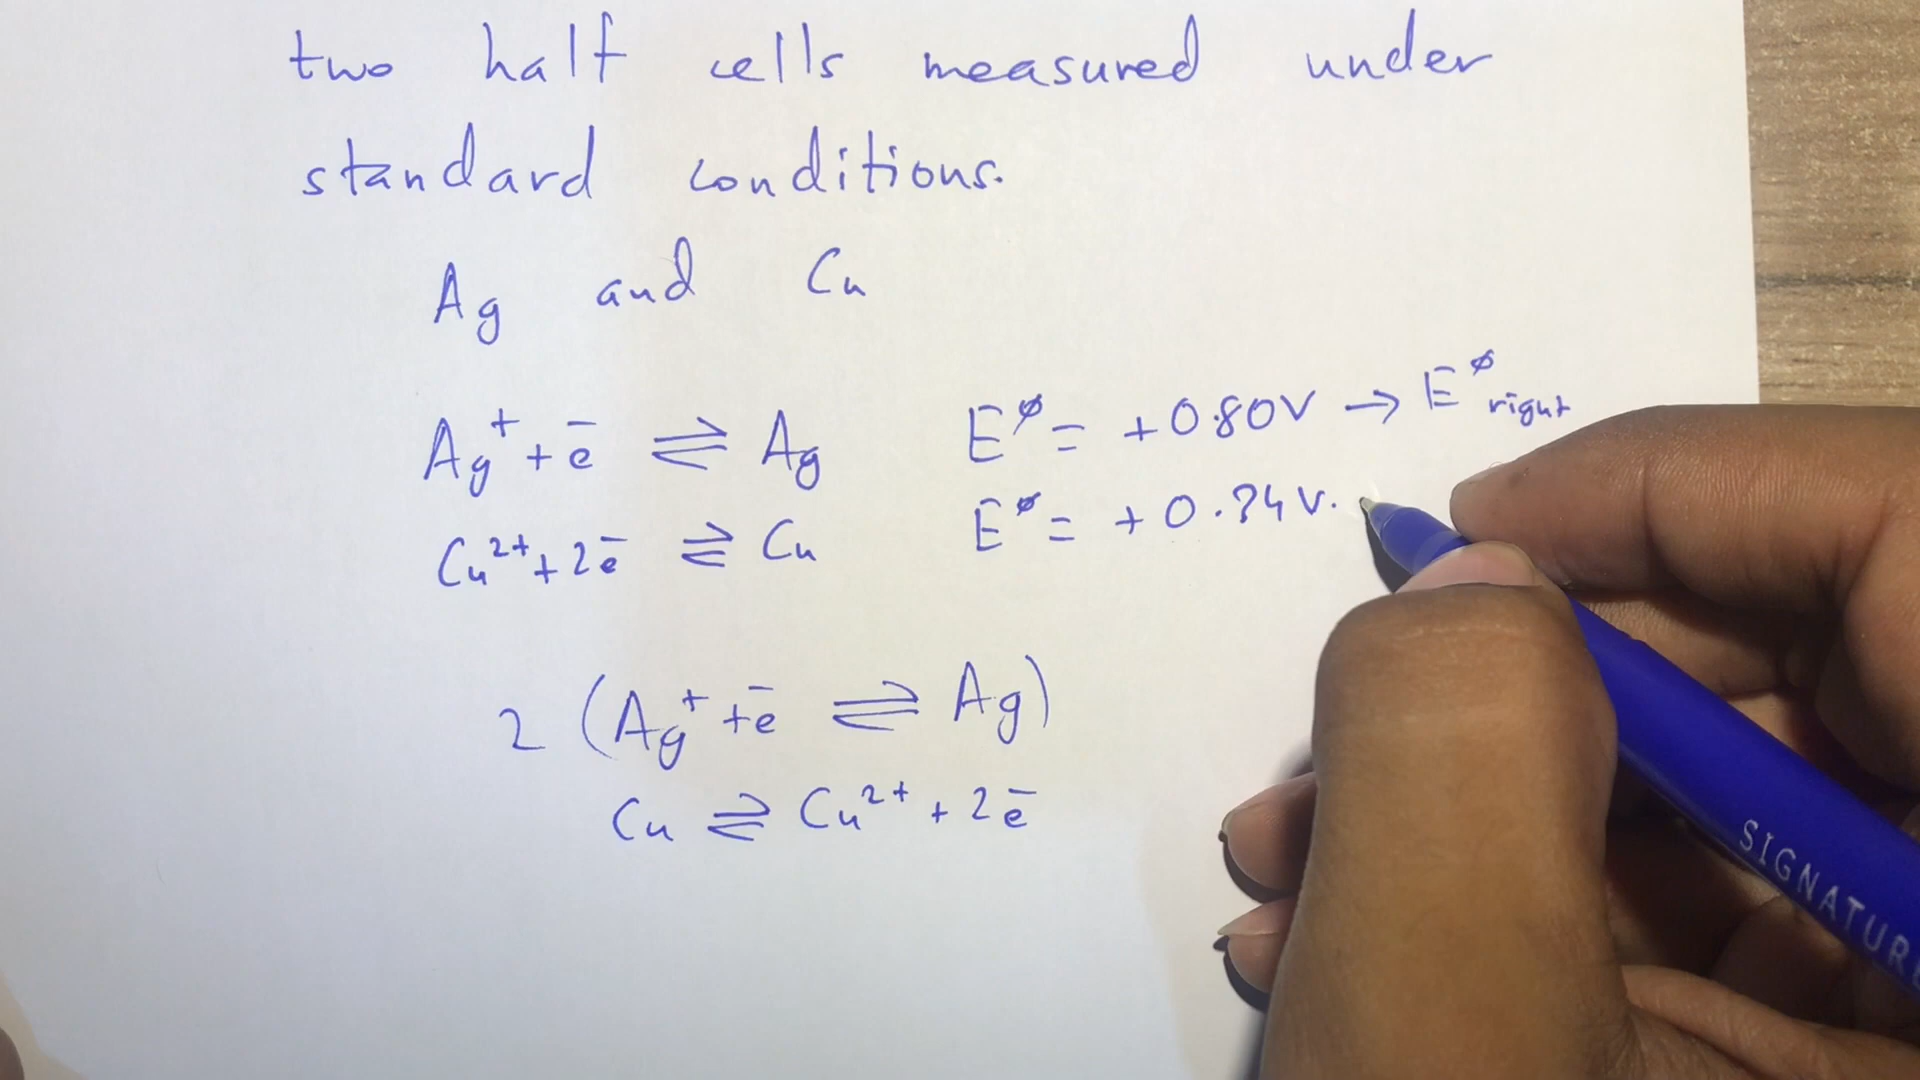 two half cells measured under
standard conditions.
Ag and Cu
Ag⁺ + e⁻ ⇌ Ag E° = +0.80V → E° right
Cu²⁺ + 2e⁻ ⇌ Cu E° = +0.34V.
2 (Ag⁺ + e⁻ ⇌ Ag)
Cu ⇌ Cu²⁺ + 2e⁻
SIGNATURE